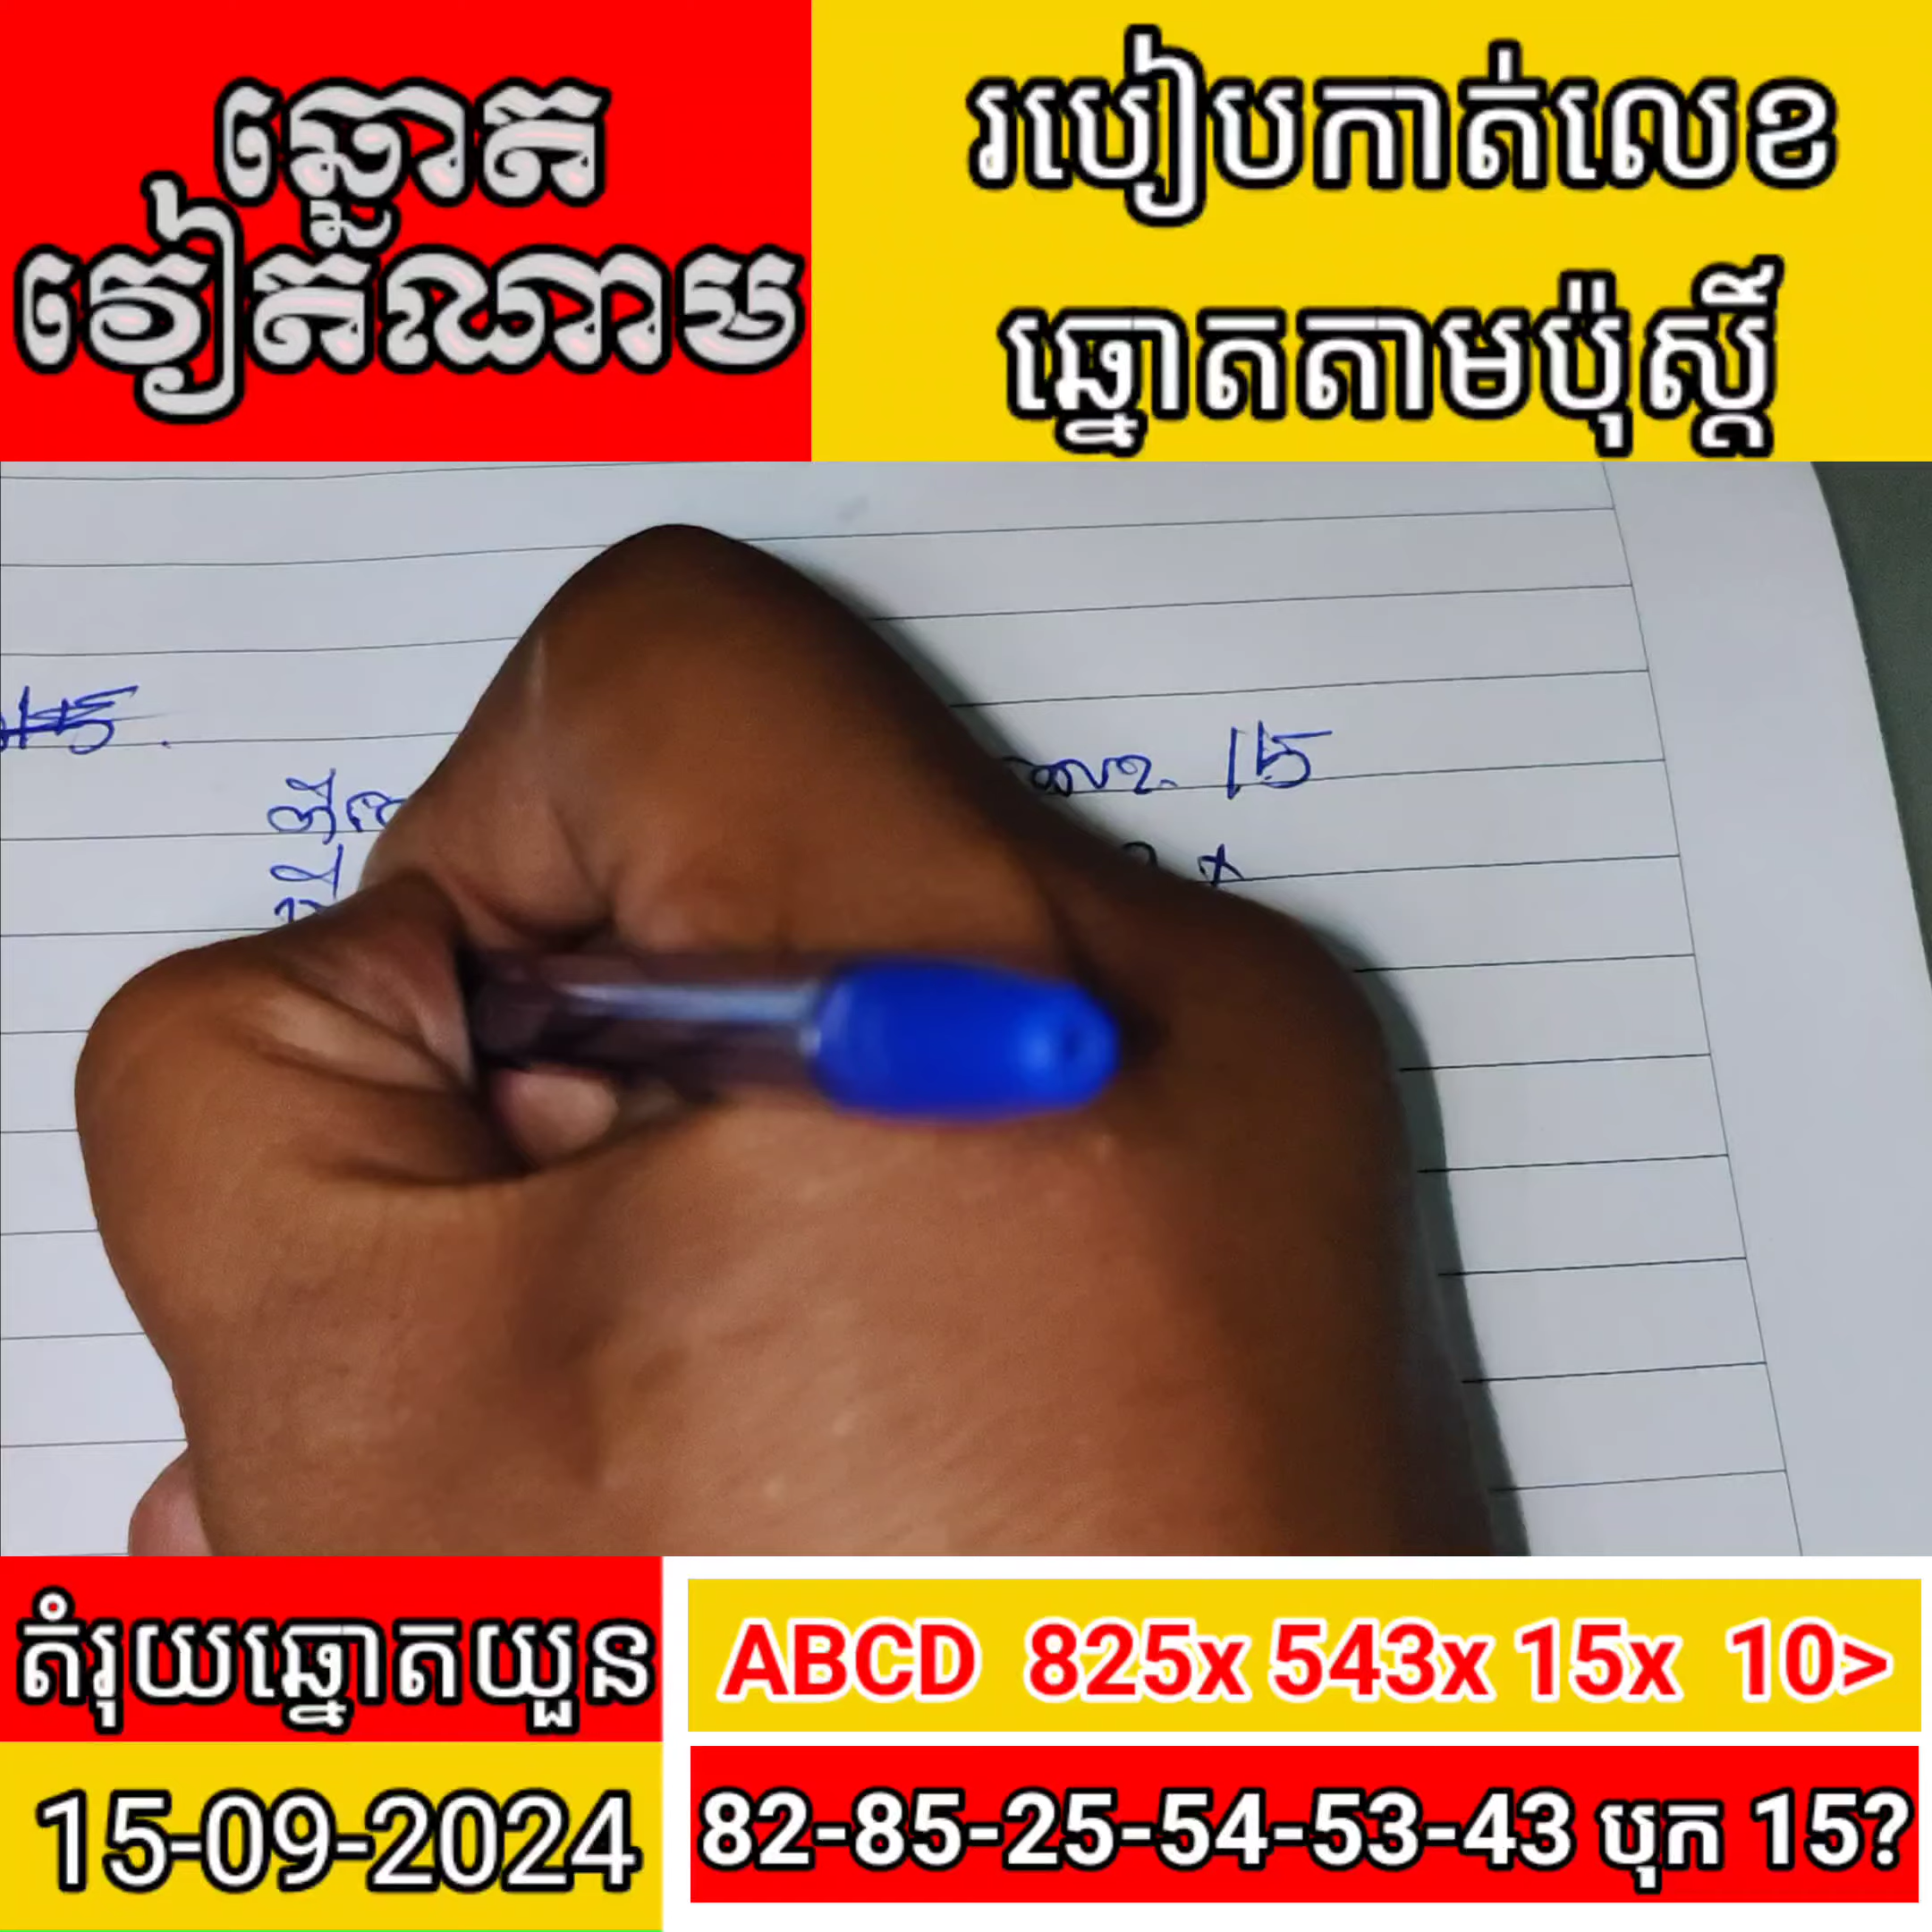 ឆ្នោត
វៀតណាម
របៀបកាត់លេខ
ឆ្នោតតាមប៉ុស្តិ៍
លេខ 15
តំរុយឆ្នោតយួន
ABCD 825x 543x 15x 10>
15-09-2024
82-85-25-54-53-43 បុក 15?